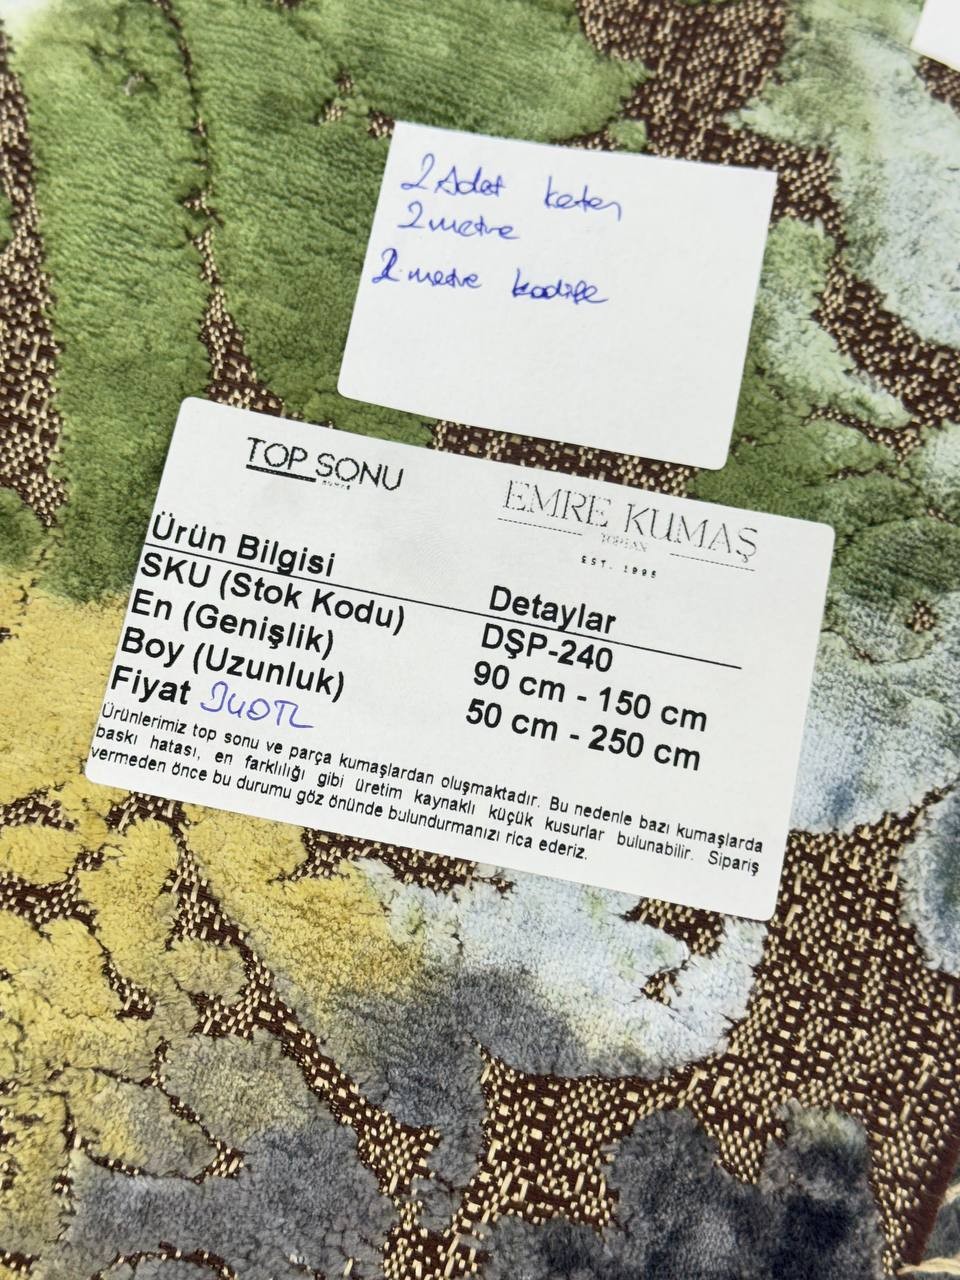 2 Adet keten
2 metre
2 metre kadife
TOP SONU
EMRE KUMAŞ
TOPTAN
EST. 1995
Ürün Bilgisi Detaylar
SKU (Stok Kodu) DŞP-240
En (Genişlik) 90 cm - 150 cm
Boy (Uzunluk) 50 cm - 250 cm
Fiyat
Ürünlerimiz top sonu ve parça kumaşlardan oluşmaktadır. Bu nedenle bazı kumaşlarda
baskı hatası, en farklılığı gibi üretim kaynaklı küçük kusurlar bulunabilir. Sipariş
vermeden önce bu durumu göz önünde bulundurmanızı rica ederiz.